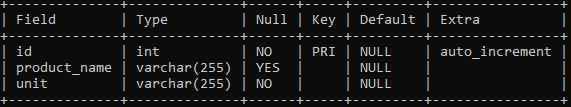 +--------------+--------------+------+-----+---------+----------------+
| Field        | Type         | Null | Key | Default | Extra          |
+--------------+--------------+------+-----+---------+----------------+
| id           | int          | NO   | PRI | NULL    | auto_increment |
| product_name | varchar(255) | YES  |     | NULL    |                |
| unit         | varchar(255) | NO   |     | NULL    |                |
+--------------+--------------+------+-----+---------+----------------+